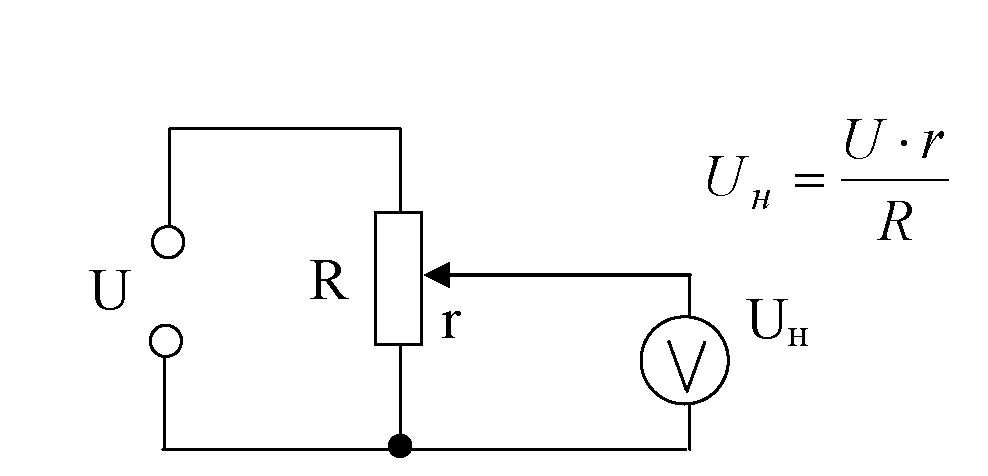 Uн = U · r / R
U
R
r
V
Uн